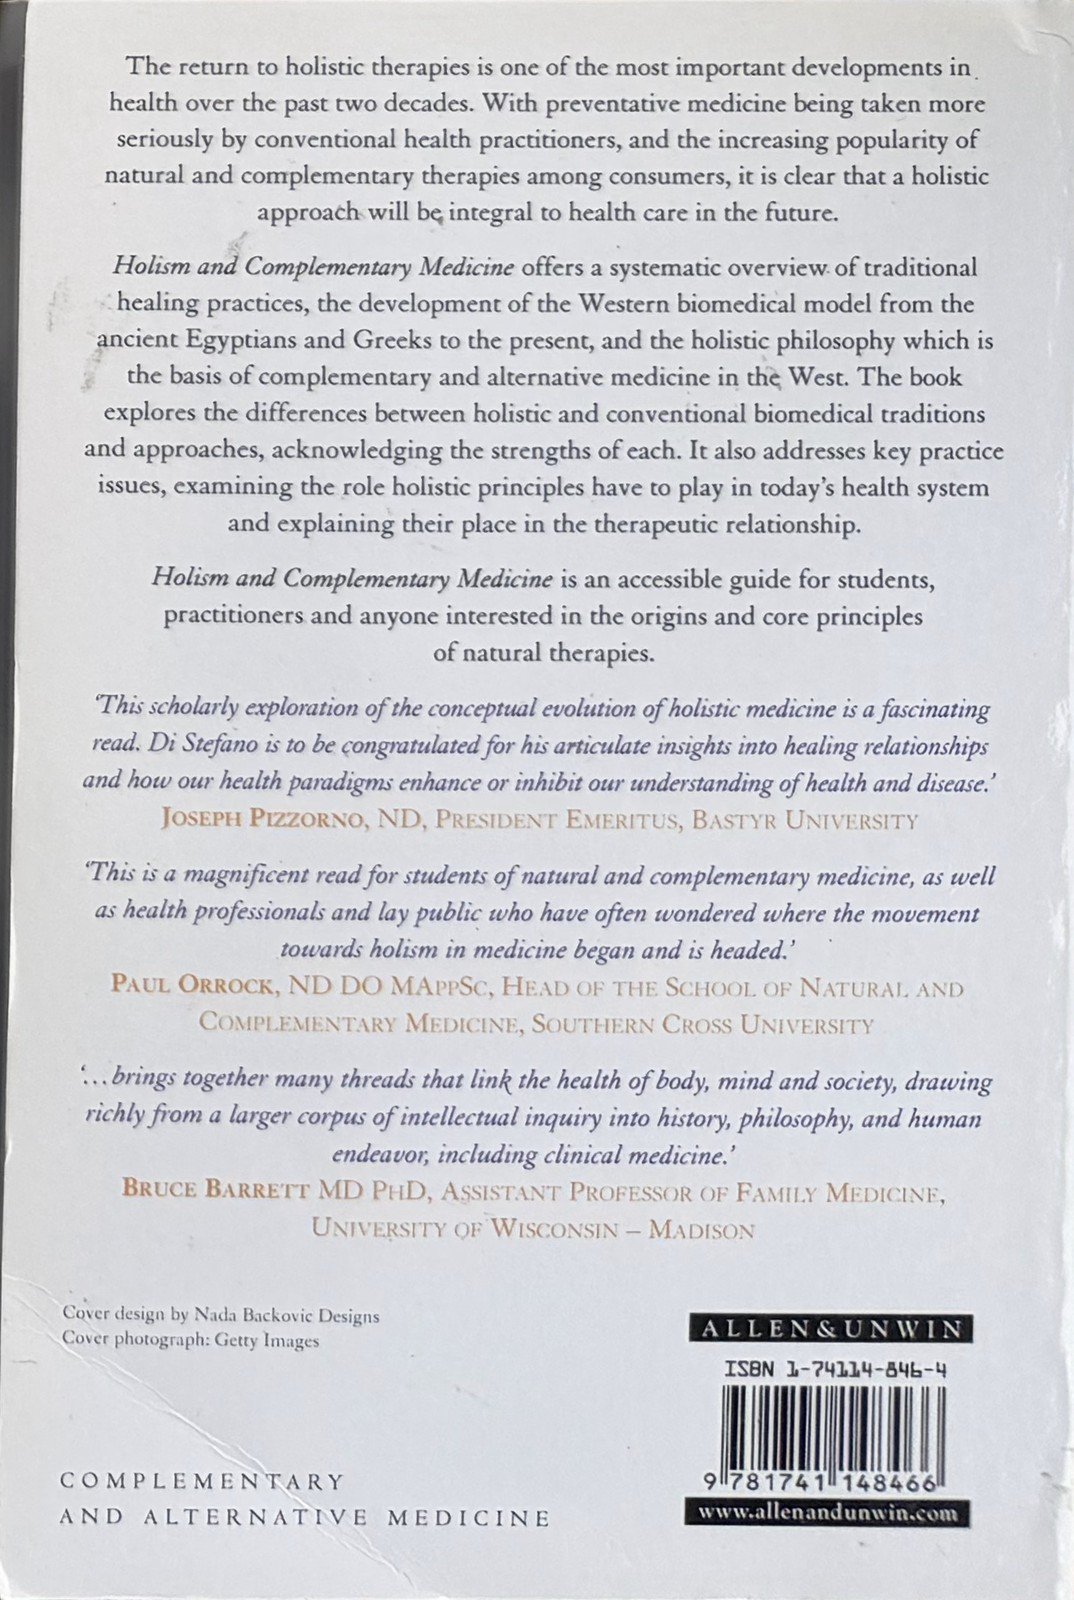 The return to holistic therapies is one of the most important developments in
health over the past two decades. With preventative medicine being taken more
seriously by conventional health practitioners, and the increasing popularity of
natural and complementary therapies among consumers, it is clear that a holistic
approach will be integral to health care in the future.
Holism and Complementary Medicine offers a systematic overview of traditional
healing practices, the development of the Western biomedical model from the
ancient Egyptians and Greeks to the present, and the holistic philosophy which is
the basis of complementary and alternative medicine in the West. The book
explores the differences between holistic and conventional biomedical traditions
and approaches, acknowledging the strengths of each. It also addresses key practice
issues, examining the role holistic principles have to play in today's health system
and explaining their place in the therapeutic relationship.
Holism and Complementary Medicine is an accessible guide for students,
practitioners and anyone interested in the origins and core principles
of natural therapies.
'This scholarly exploration of the conceptual evolution of holistic medicine is a fascinating
read. Di Stefano is to be congratulated for his articulate insights into healing relationships
and how our health paradigms enhance or inhibit our understanding of health and disease.'
JOSEPH PIZZORNO, ND, PRESIDENT EMERITUS, BASTYR UNIVERSITY
'This is a magnificent read for students of natural and complementary medicine, as well
as health professionals and lay public who have often wondered where the movement
towards holism in medicine began and is headed.'
PAUL ORROCK, ND DO MAPPSC, HEAD OF THE SCHOOL OF NATURAL AND
COMPLEMENTARY MEDICINE, SOUTHERN CROSS UNIVERSITY
'...brings together many threads that link the health of body, mind and society, drawing
richly from a larger corpus of intellectual inquiry into history, philosophy, and human
endeavor, including clinical medicine.'
BRUCE BARRETT MD PHD, ASSISTANT PROFESSOR OF FAMILY MEDICINE,
UNIVERSITY OF WISCONSIN – MADISON
Cover design by Nada Backovic Designs
Cover photograph: Getty Images
ALLEN&UNWIN
ISBN 1-74114-846-4
9 781741 148466
www.allenandunwin.com
COMPLEMENTARY
AND ALTERNATIVE MEDICINE